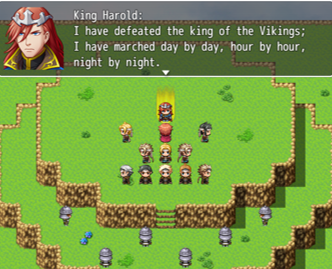 King Harold:
I have defeated the king of the Vikings;
I have marched day by day, hour by hour,
night by night.